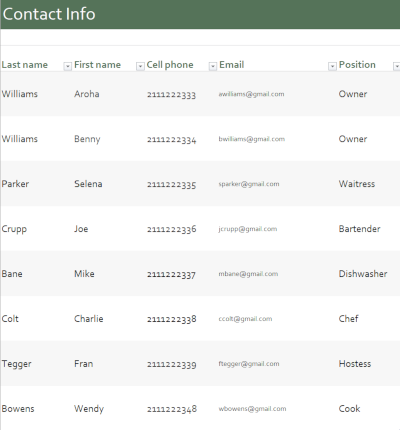 Contact Info
Last name First name Cell phone Email Position
Williams Aroha 2111222333 awilliams@gmail.com Owner
Williams Benny 2111222334 bwilliams@gmail.com Owner
Parker Selena 2111222335 sparker@gmail.com Waitress
Crupp Joe 2111222336 jcrupp@gmail.com Bartender
Bane Mike 2111222337 mbane@gmail.com Dishwasher
Colt Charlie 2111222338 ccolt@gmail.com Chef
Tegger Fran 2111222339 ftegger@gmail.com Hostess
Bowens Wendy 2111222348 wbowens@gmail.com Cook